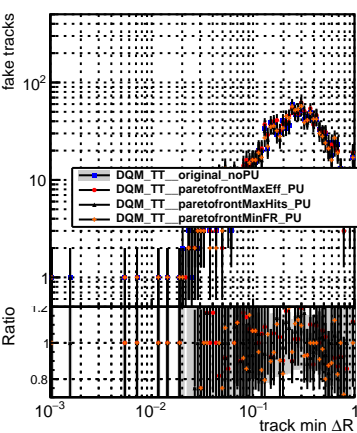 fake tracks
10²
10
1
DQM_TT__original_noPU
DQM_TT__paretofrontMaxEff_PU
DQM_TT__paretofrontMaxHits_PU
DQM_TT__paretofrontMinFR_PU
Ratio
1.2
1
0.8
10⁻³ 10⁻² 10⁻¹ 1
track min ΔR